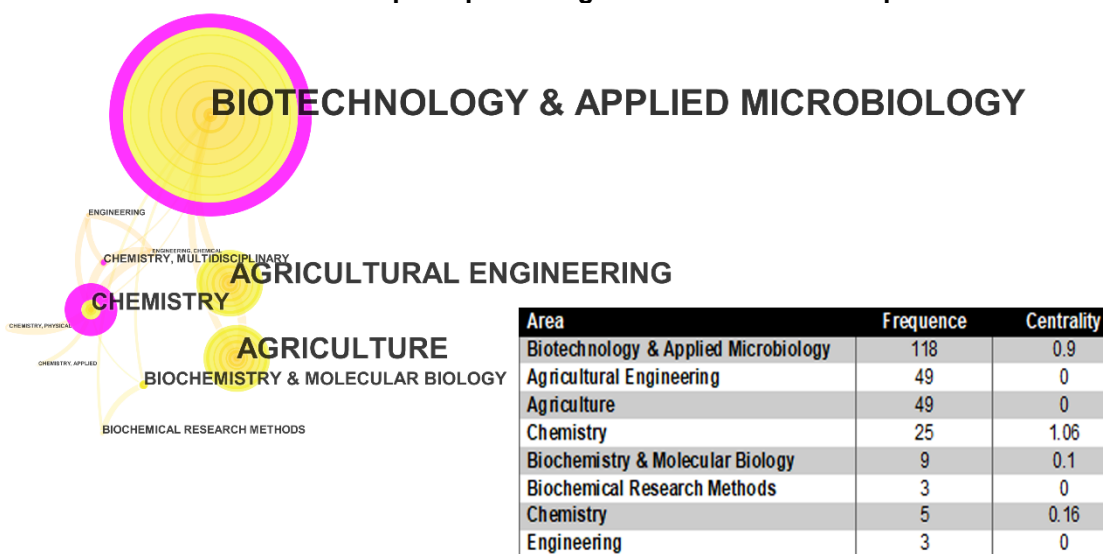 BIOTECHNOLOGY & APPLIED MICROBIOLOGY
ENGINEERING
ENGINEERING, CHEMICAL
CHEMISTRY, MULTIDISCIPLINARY
AGRICULTURAL ENGINEERING
CHEMISTRY
CHEMISTRY, PHYSICAL
AGRICULTURE
CHEMISTRY, APPLIED
BIOCHEMISTRY & MOLECULAR BIOLOGY
BIOCHEMICAL RESEARCH METHODS
Area Frequence Centrality
Biotechnology & Applied Microbiology 118 0.9
Agricultural Engineering 49 0
Agriculture 49 0
Chemistry 25 1.06
Biochemistry & Molecular Biology 9 0.1
Biochemical Research Methods 3 0
Chemistry 5 0.16
Engineering 3 0